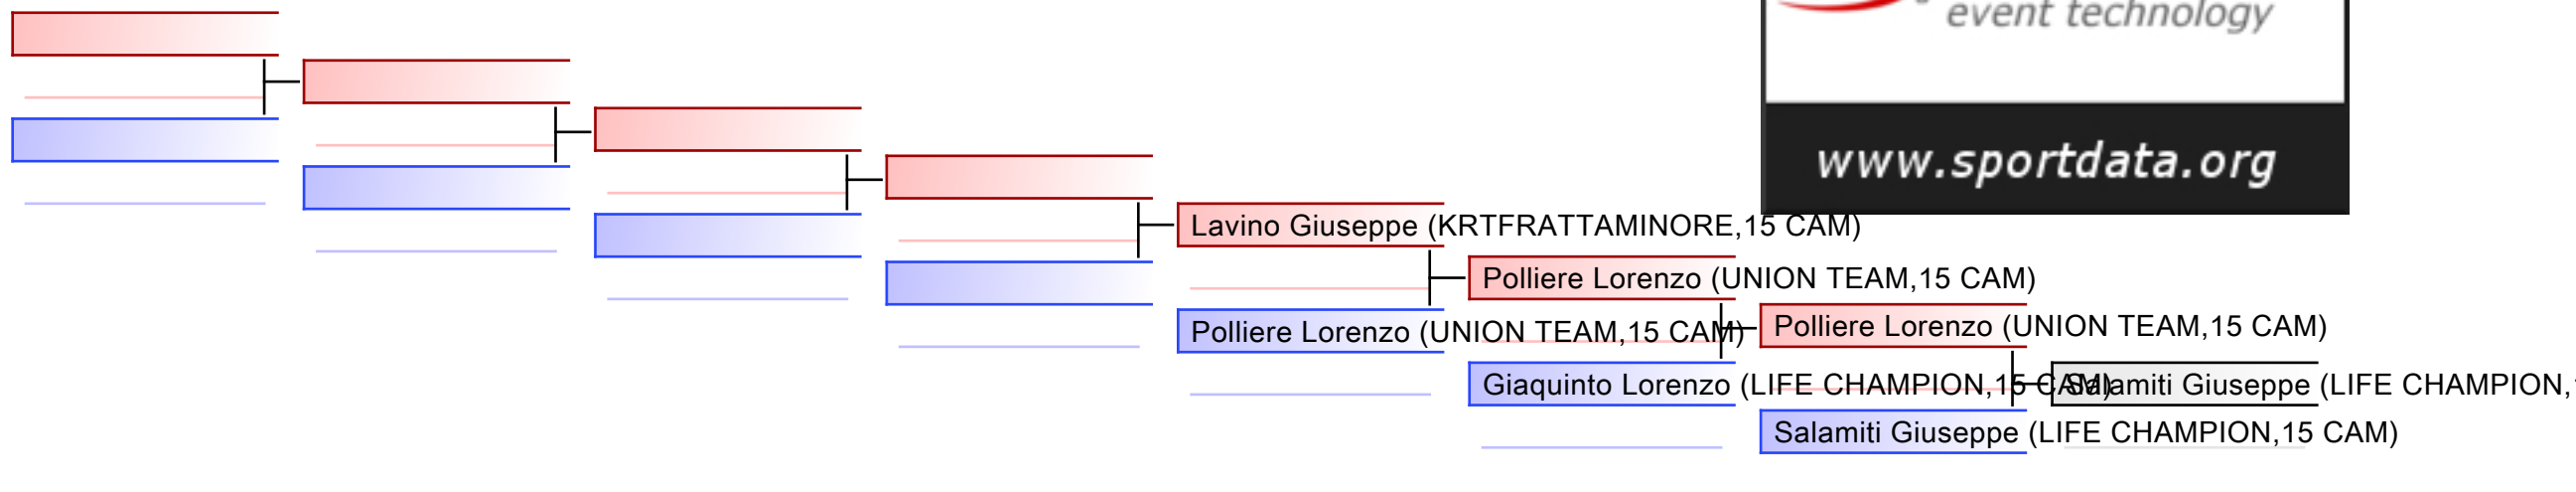 event technology
www.sportdata.org
Lavino Giuseppe (KRTFRATTAMINORE,15 CAM)
Polliere Lorenzo (UNION TEAM,15 CAM)
Polliere Lorenzo (UNION TEAM,15 CAM)
Polliere Lorenzo (UNION TEAM,15 CAM)
Giaquinto Lorenzo (LIFE CHAMPION,15 CAM)
Salamiti Giuseppe (LIFE CHAMPION,
Salamiti Giuseppe (LIFE CHAMPION,15 CAM)